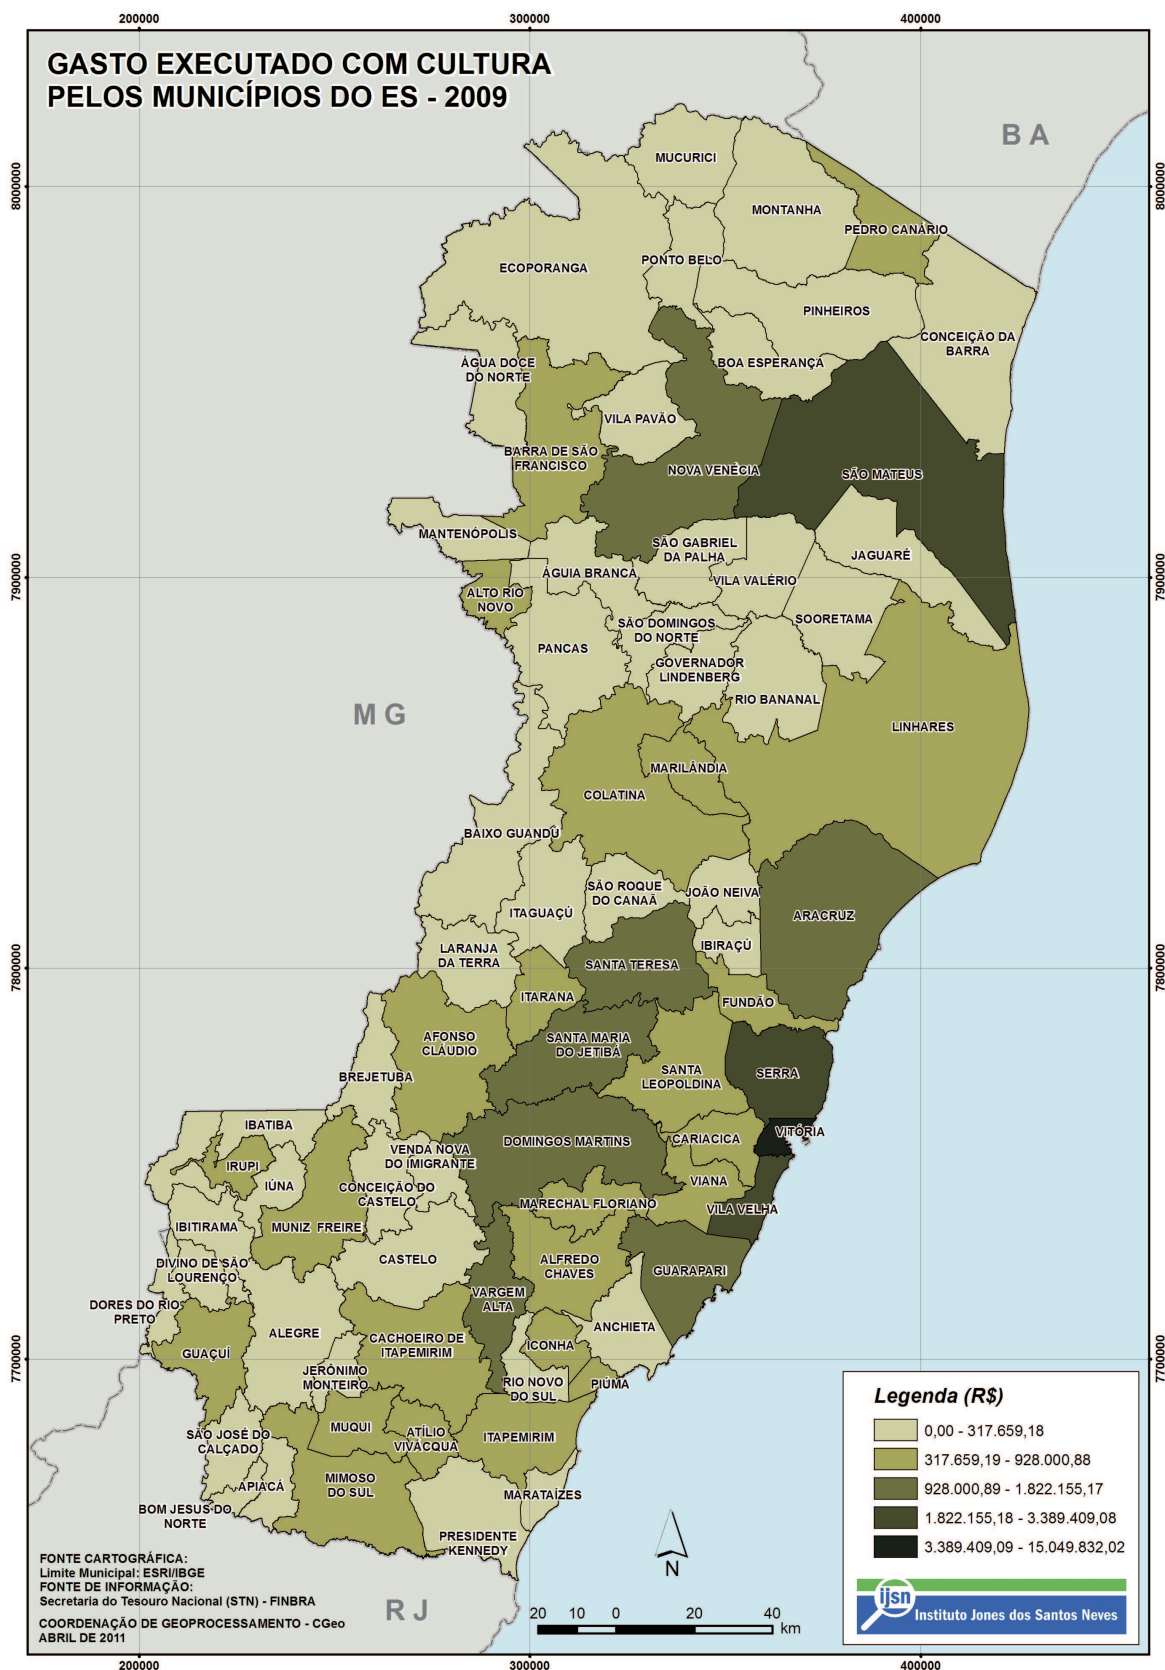 200000
300000
400000
GASTO EXECUTADO COM CULTURA
PELOS MUNICÍPIOS DO ES - 2009
B A
8000000
8000000
MUCURICI
MONTANHA
PEDRO CANÁRIO
PONTO BELO
ECOPORANGA
PINHEIROS
CONCEIÇÃO DA
BARRA
ÁGUA DOCE
DO NORTE
BOA ESPERANÇA
VILA PAVÃO
BARRA DE SÃO
FRANCISCO
NOVA VENÉCIA
SÃO MATEUS
MANTENÓPOLIS
SÃO GABRIEL
DA PALHA
JAGUARÉ
7900000
7900000
ÁGUIA BRANCA
VILA VALÉRIO
ALTO RIO
NOVO
SÃO DOMINGOS
DO NORTE
SOORETAMA
PANCAS
GOVERNADOR
LINDENBERG
RIO BANANAL
M G
LINHARES
MARILÂNDIA
COLATINA
BAIXO GUANDÚ
SÃO ROQUE
DO CANAÃ
JOÃO NEIVA
ITAGUAÇÚ
ARACRUZ
LARANJA
DA TERRA
IBIRAÇÚ
SANTA TERESA
7800000
7800000
ITARANA
FUNDÃO
AFONSO
CLÁUDIO
SANTA MARIA
DO JETIBÁ
SANTA
LEOPOLDINA
SERRA
BREJETUBA
IBATIBA
VITÓRIA
DOMINGOS MARTINS
CARIACICA
VENDA NOVA
DO IMIGRANTE
IRUPI
IÚNA
VIANA
CONCEIÇÃO DO
CASTELO
MARECHAL FLORIANO
VILA VELHA
IBITIRAMA
MUNIZ FREIRE
CASTELO
ALFREDO
CHAVES
DIVINO DE SÃO
LOURENÇO
GUARAPARI
VARGEM
ALTA
DORES DO RIO
PRETO
ANCHIETA
ALEGRE
CACHOEIRO DE
ITAPEMIRIM
ICONHA
GUAÇUÍ
7700000
7700000
JERÔNIMO
MONTEIRO
RIO NOVO
DO SUL
PIÚMA
MUQUI
ATÍLIO
VIVÁCQUA
ITAPEMIRIM
SÃO JOSÉ DO
CALÇADO
APIACÁ
MIMOSO
DO SUL
MARATAÍZES
BOM JESUS DO
NORTE
PRESIDENTE
KENNEDY
R J
Legenda (R$)
0,00 - 317.659,18
317.659,19 - 928.000,88
928.000,89 - 1.822.155,17
1.822.155,18 - 3.389.409,08
3.389.409,09 - 15.049.832,02
ijsn
Instituto Jones dos Santos Neves
N
20 10 0 20 40
km
FONTE CARTOGRÁFICA:
Limite Municipal: ESRI/IBGE
FONTE DE INFORMAÇÃO:
Secretaria do Tesouro Nacional (STN) - FINBRA
COORDENAÇÃO DE GEOPROCESSAMENTO - CGeo
ABRIL DE 2011
200000
300000
400000